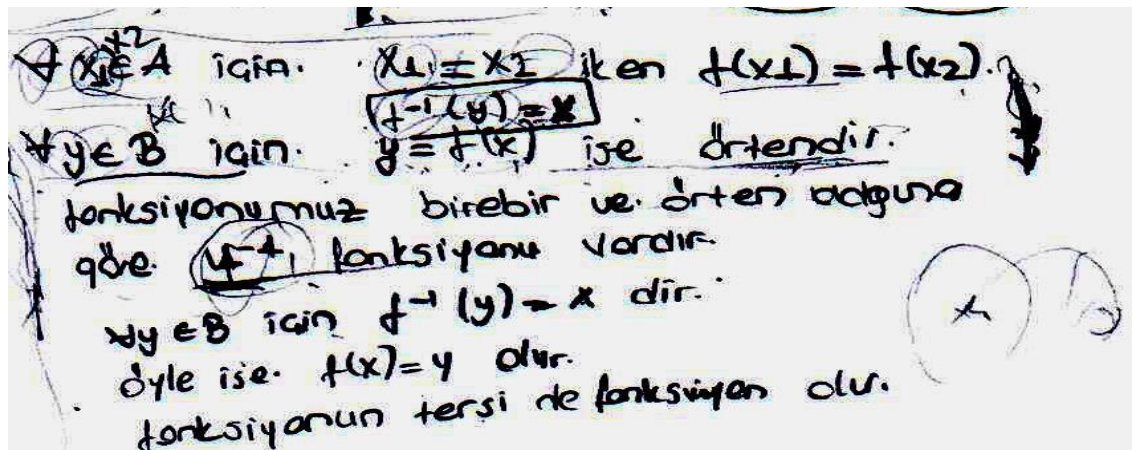 ∀ x1,x2 ∈ A için. x1 = x2 iken f(x1) = f(x2).
f⁻¹(y) = x
∀ y ∈ B için. y = f(x) ise örtendir.
fonksiyonumuz birebir ve örten olduguna
göre. f⁻¹, fonksiyonu vardır.
∀y ∈ B için f⁻¹ (y) = x dir.
öyle ise. f(x) = y olur.
fonksiyonun tersi de fonksiyon olur.